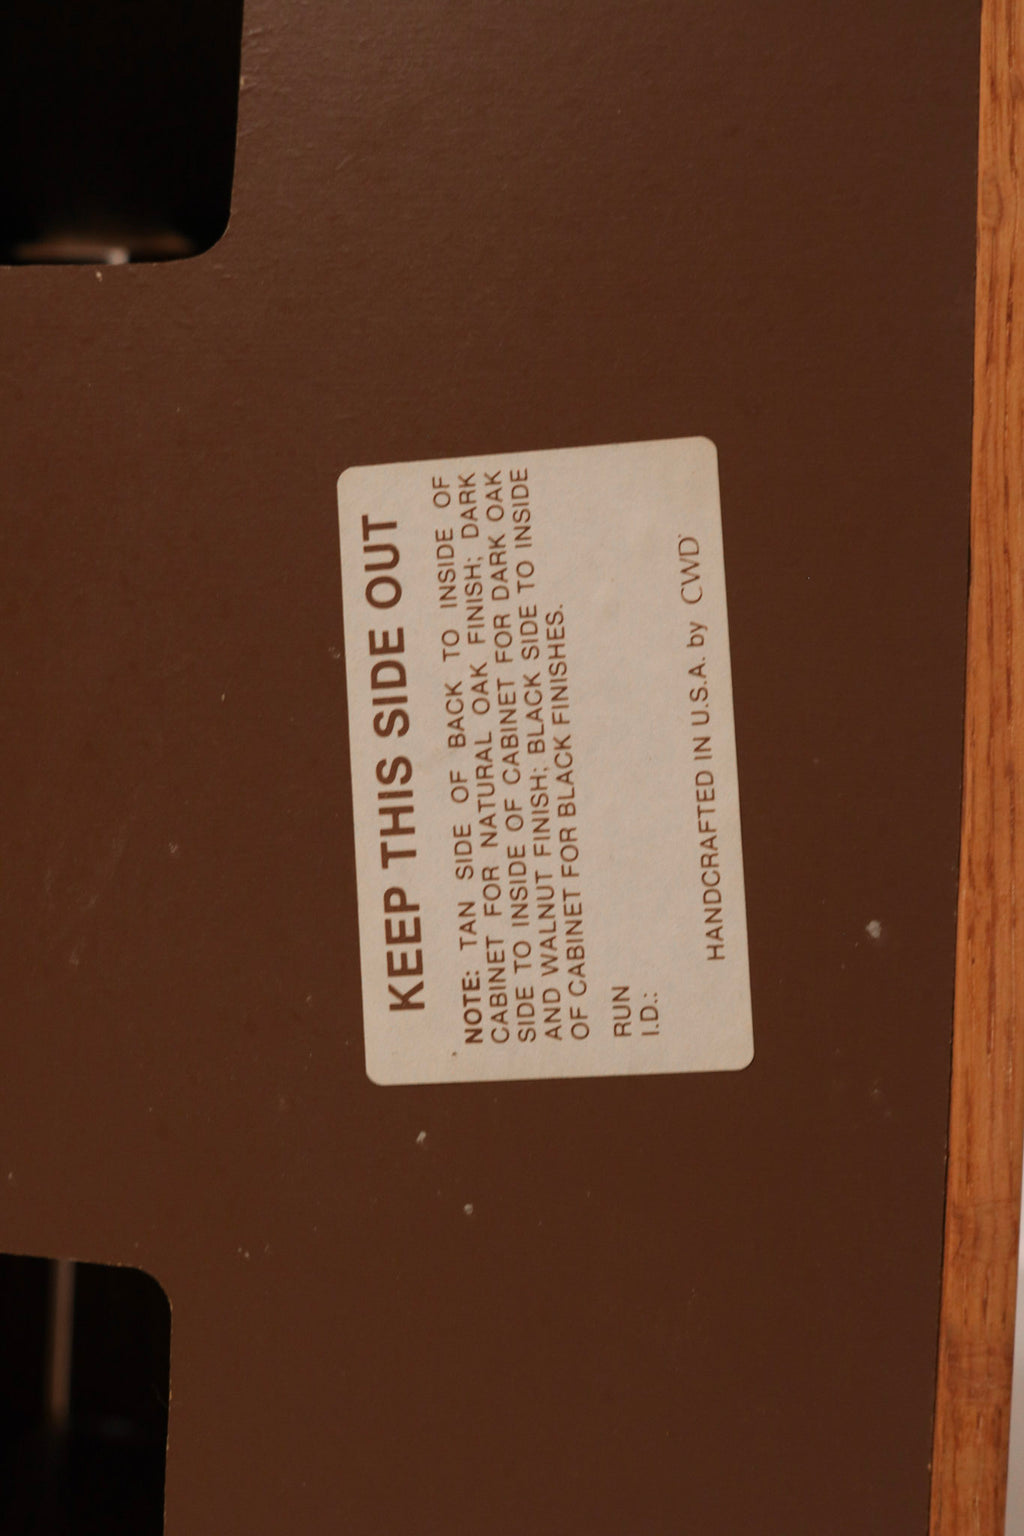 KEEP THIS SIDE OUT
NOTE: TAN SIDE OF BACK TO INSIDE OF
CABINET FOR NATURAL OAK FINISH; DARK
SIDE TO INSIDE OF CABINET FOR DARK OAK
AND WALNUT FINISH; BLACK SIDE TO INSIDE
OF CABINET FOR BLACK FINISHES.
RUN
I.D.:
HANDCRAFTED IN U.S.A. by CWD